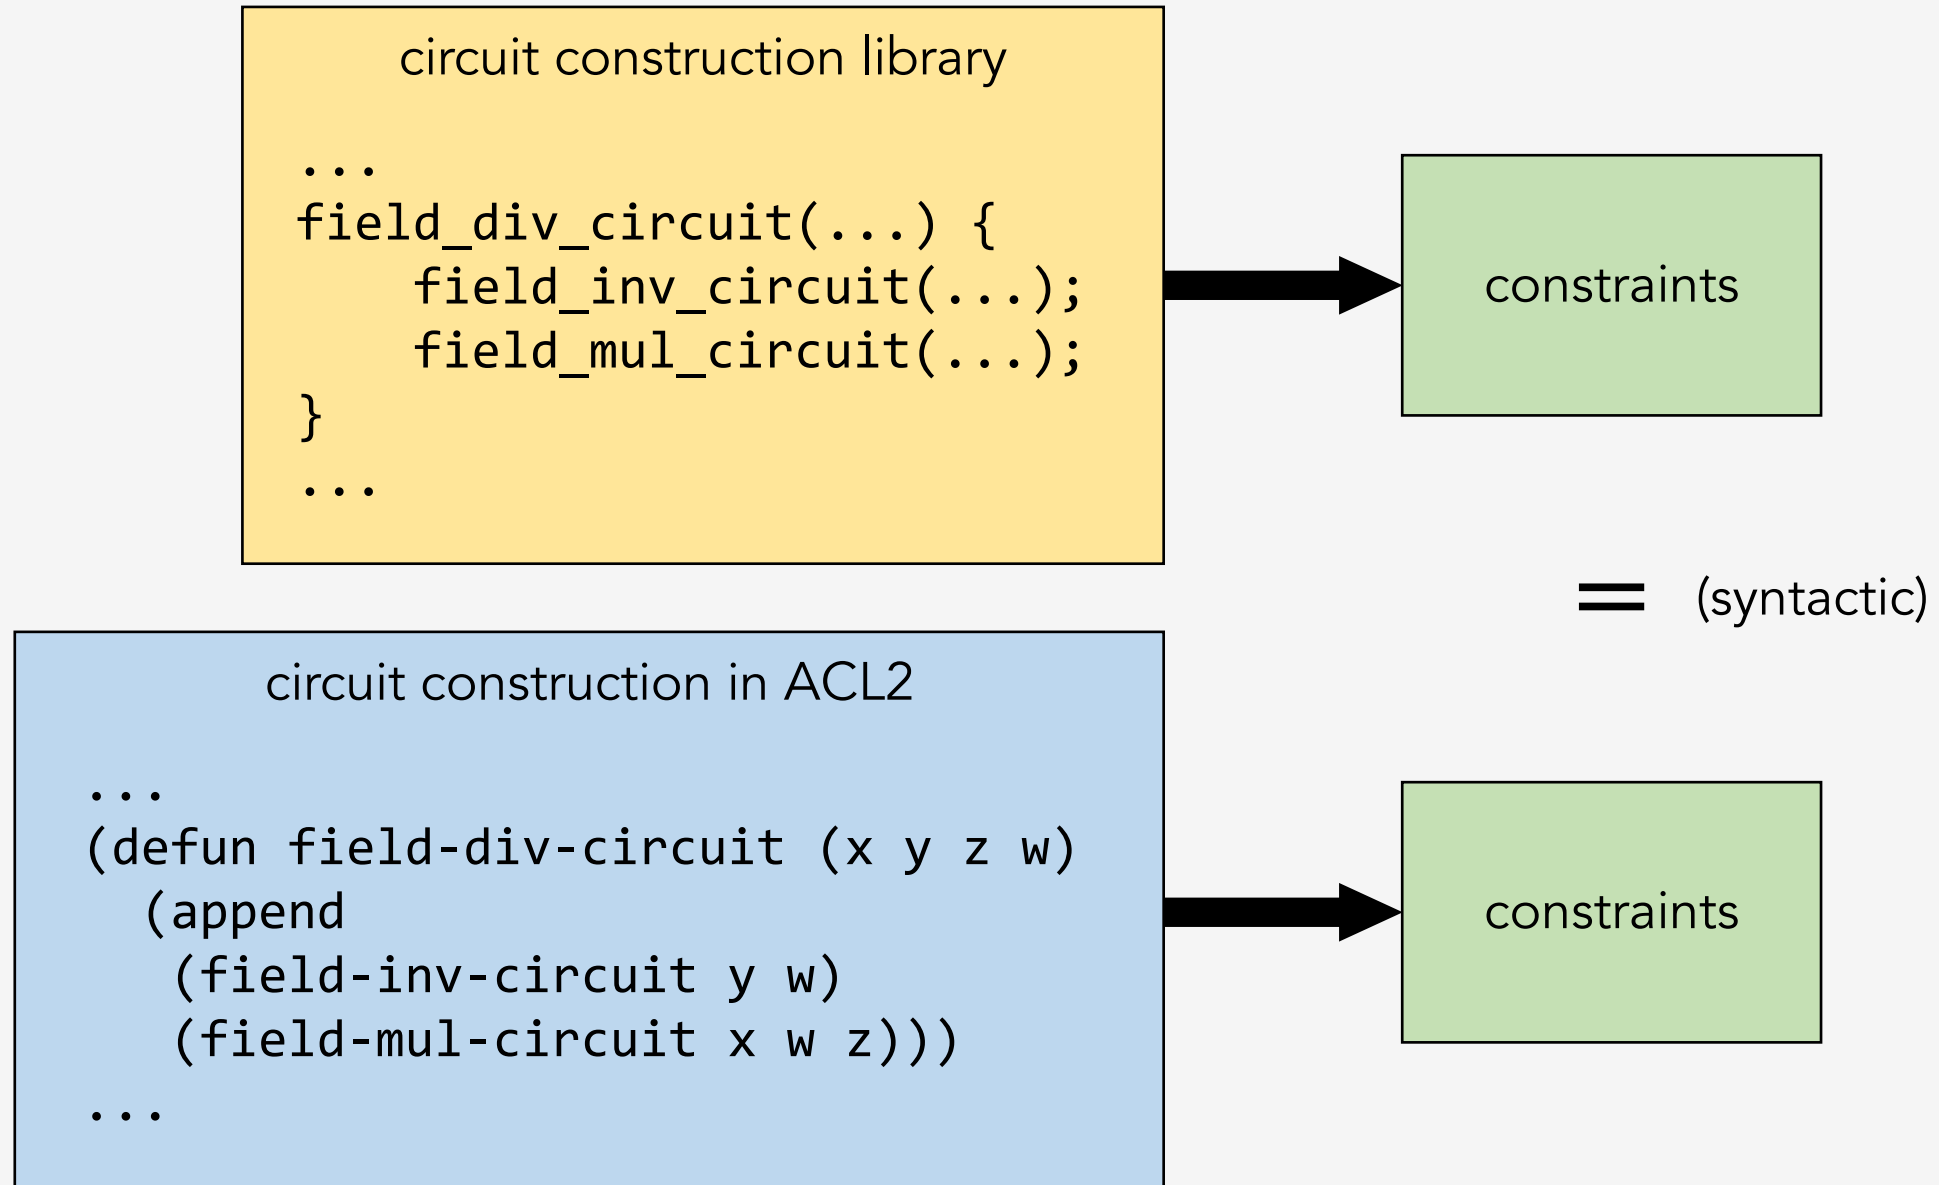 circuit construction library
...
field_div_circuit(...) {
    field_inv_circuit(...);
    field_mul_circuit(...);
}
...
constraints
= (syntactic)
circuit construction in ACL2
...
(defun field-div-circuit (x y z w)
  (append
   (field-inv-circuit y w)
   (field-mul-circuit x w z)))
...
constraints